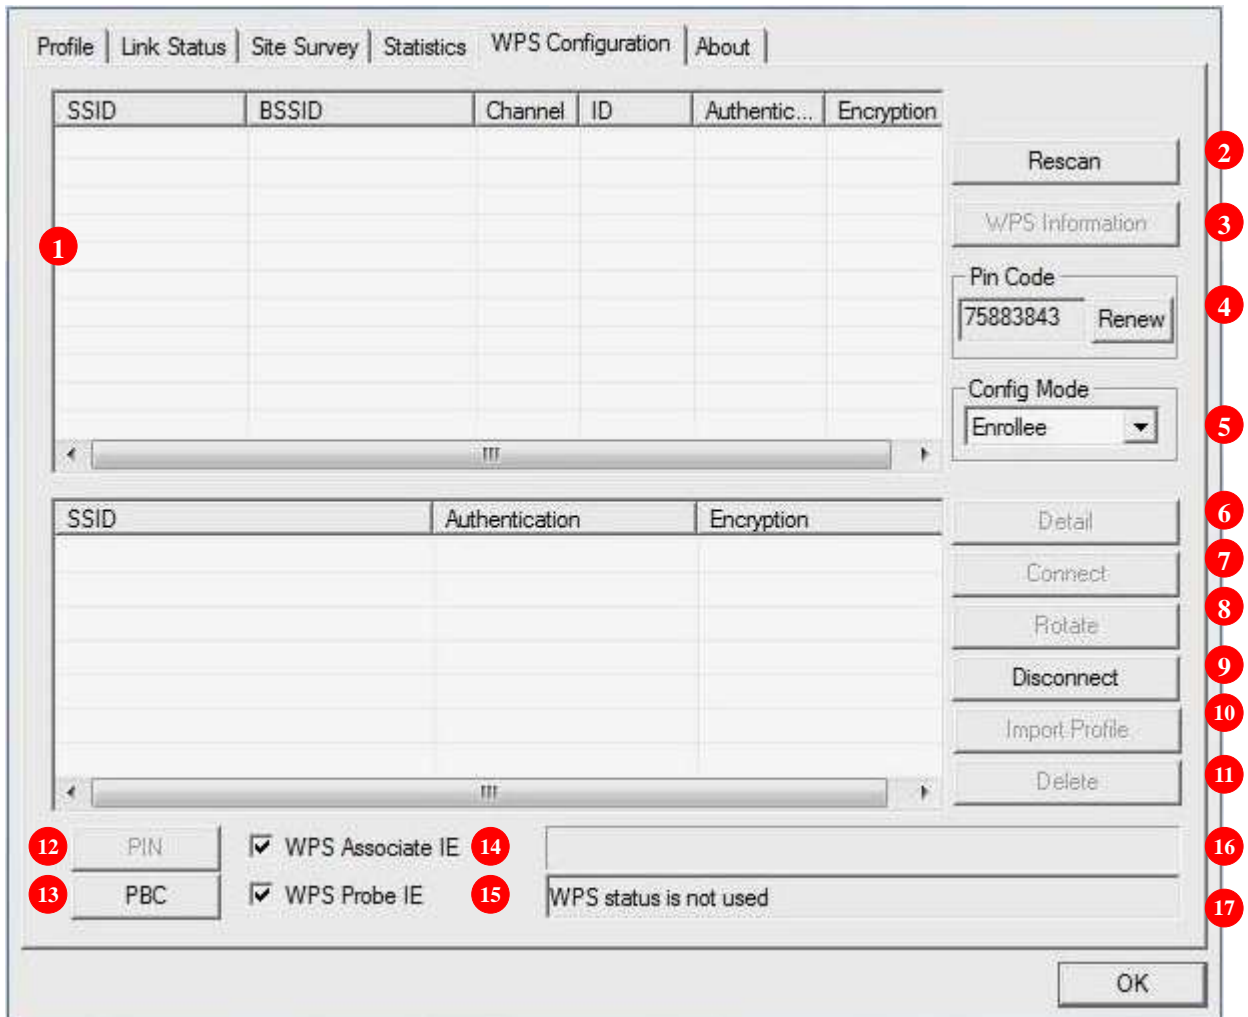 Profile Link Status Site Survey Statistics WPS Configuration About
SSID BSSID Channel ID Authentic... Encryption
2
Rescan
WPS Information 3
1
Pin Code
75883843 Renew 4
Config Mode
Enrollee 5
SSID Authentication Encryption
Detail 6
Connect 7
Rotate 8
Disconnect 9
Import Profile 10
Delete 11
12 PIN WPS Associate IE 14 16
13 PBC WPS Probe IE 15 WPS status is not used 17
OK